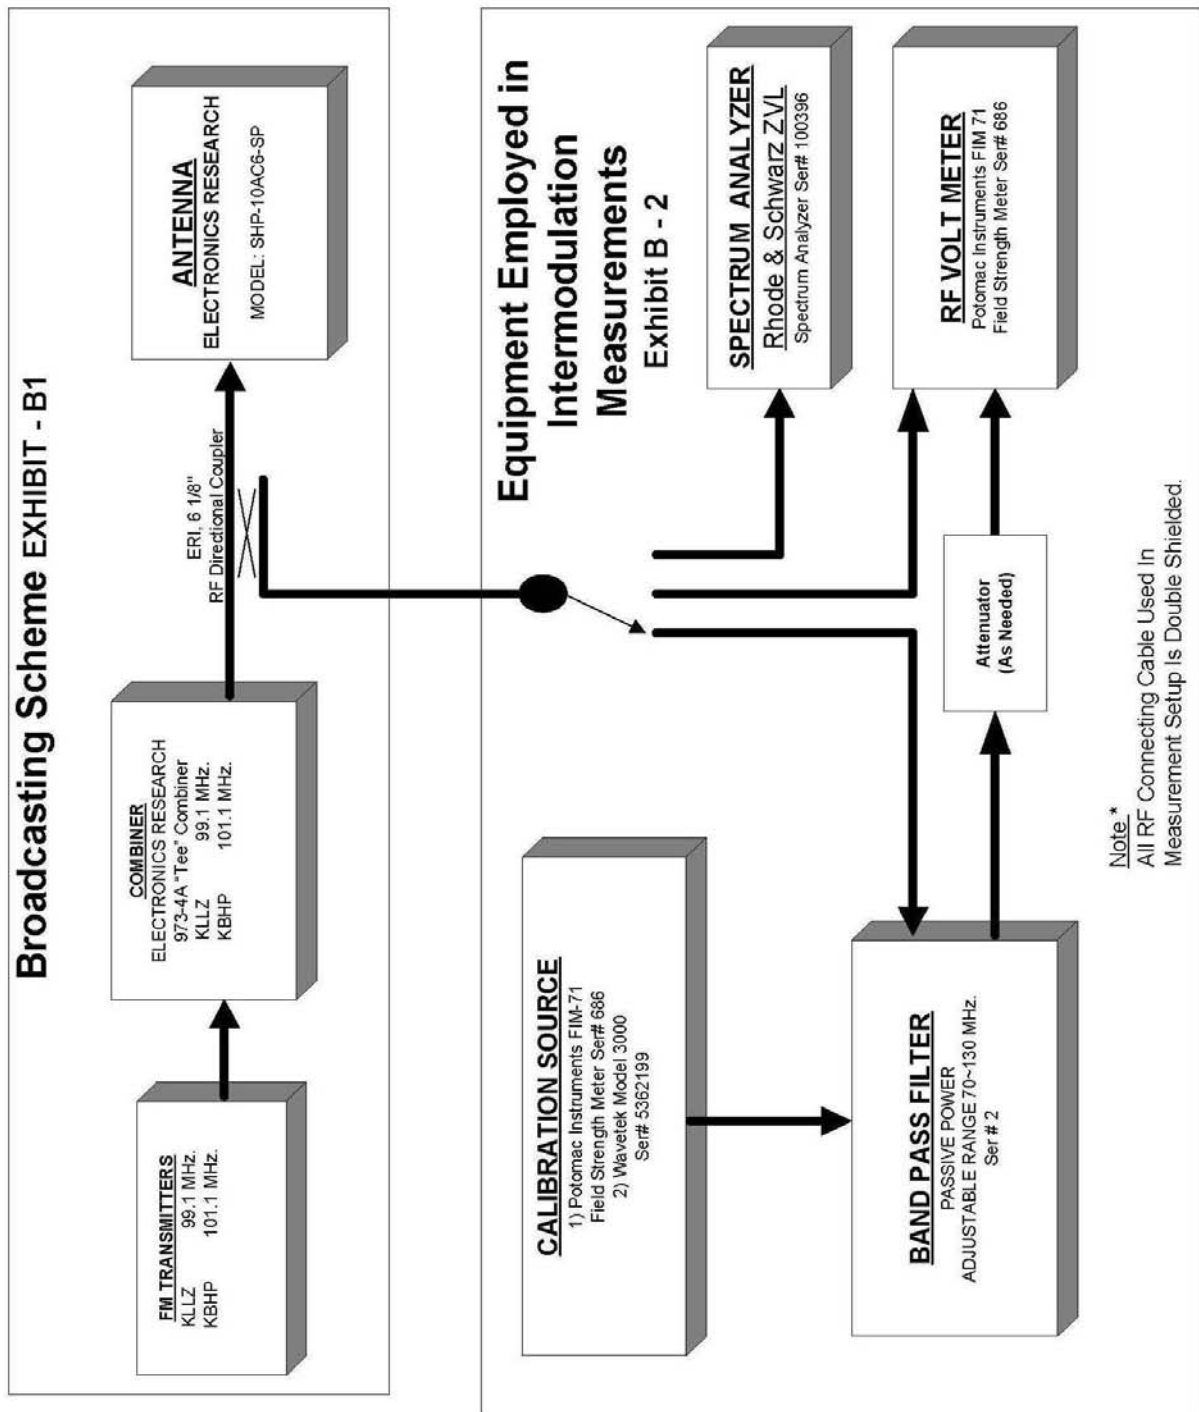 Broadcasting Scheme EXHIBIT - B1
FM TRANSMITTERS
KLLZ 99.1 MHz.
KBHP 101.1 MHz.
COMBINER
ELECTRONICS RESEARCH
973-4A "Tee" Combiner
KLLZ 99.1 MHz.
KBHP 101.1 MHz.
ERI, 6 1/8"
RF Directional Coupler
ANTENNA
ELECTRONICS RESEARCH
MODEL: SHP-10AC6-SP
Equipment Employed in
Intermodulation
Measurements
Exhibit B - 2
CALIBRATION SOURCE
1) Potomac Instruments FIM-71
Field Strength Meter Ser# 686
2) Wavetek Model 3000
Ser# 5362199
SPECTRUM ANALYZER
Rhode & Schwarz ZVL
Spectrum Analyzer Ser# 100396
BAND PASS FILTER
PASSIVE POWER
ADJUSTABLE RANGE 70~130 MHz.
Ser # 2
Attenuator
(As Needed)
RF VOLT METER
Potomac Instruments FIM 71
Field Strength Meter Ser# 686
Note *
All RF Connecting Cable Used In
Measurement Setup Is Double Shielded.